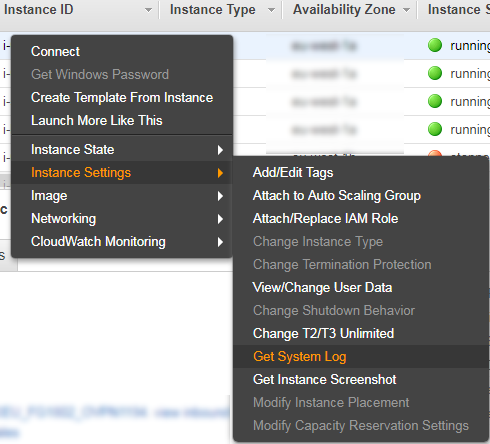 Instance ID Instance Type Availability Zone Instance S
i- running
Connect
Get Windows Password
Create Template From Instance
Launch More Like This
Instance State
Instance Settings
Image
Networking
CloudWatch Monitoring
running
running
running
Add/Edit Tags
Attach to Auto Scaling Group
Attach/Replace IAM Role
Change Instance Type
Change Termination Protection
View/Change User Data
Change Shutdown Behavior
Change T2/T3 Unlimited
Get System Log
Get Instance Screenshot
Modify Instance Placement
Modify Capacity Reservation Settings